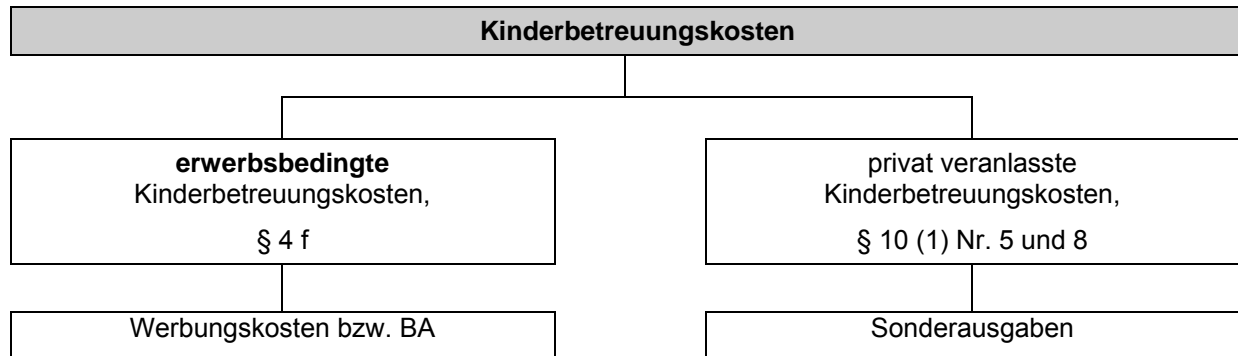 Kinderbetreuungskosten
erwerbsbedingte
Kinderbetreuungskosten,
§ 4 f
privat veranlasste
Kinderbetreuungskosten,
§ 10 (1) Nr. 5 und 8
Werbungskosten bzw. BA
Sonderausgaben